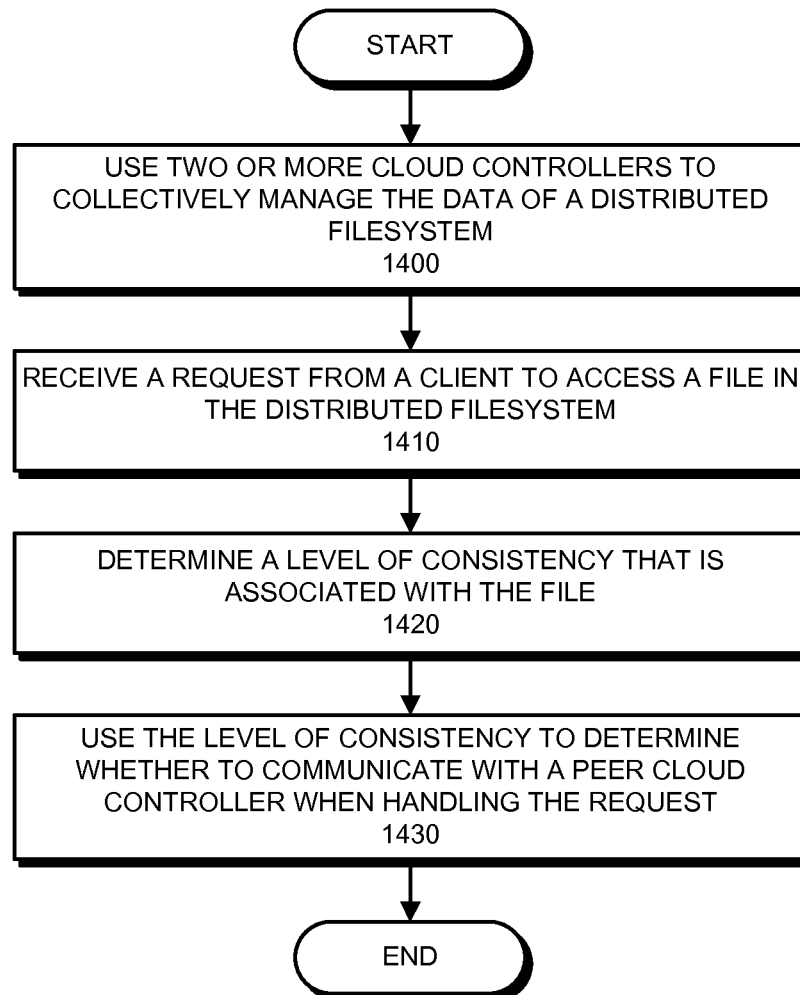 START
USE TWO OR MORE CLOUD CONTROLLERS TO
COLLECTIVELY MANAGE THE DATA OF A DISTRIBUTED
FILESYSTEM
1400
RECEIVE A REQUEST FROM A CLIENT TO ACCESS A FILE IN
THE DISTRIBUTED FILESYSTEM
1410
DETERMINE A LEVEL OF CONSISTENCY THAT IS
ASSOCIATED WITH THE FILE
1420
USE THE LEVEL OF CONSISTENCY TO DETERMINE
WHETHER TO COMMUNICATE WITH A PEER CLOUD
CONTROLLER WHEN HANDLING THE REQUEST
1430
END